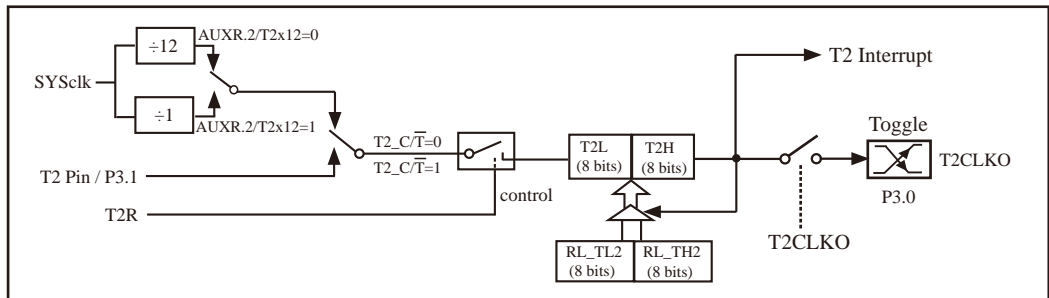 ÷12
AUXR.2/T2x12=0
SYSclk
÷1
AUXR.2/T2x12=1
T2 Pin / P3.1
T2R
T2_C/T̅=0
T2_C/T̅=1
control
T2L
(8 bits)
T2H
(8 bits)
RL_TL2
(8 bits)
RL_TH2
(8 bits)
T2 Interrupt
Toggle
T2CLKO
P3.0
T2CLKO